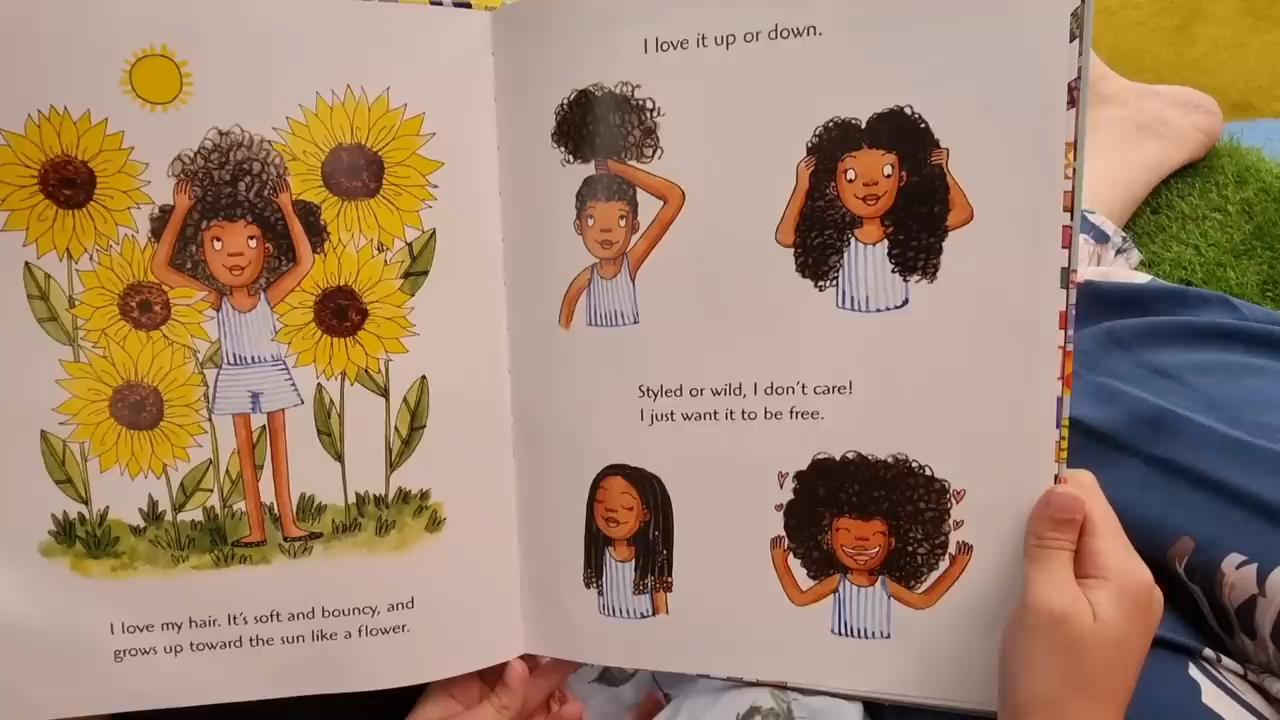 I love my hair. It's soft and bouncy, and
grows up toward the sun like a flower.
I love it up or down.
Styled or wild, I don't care!
I just want it to be free.